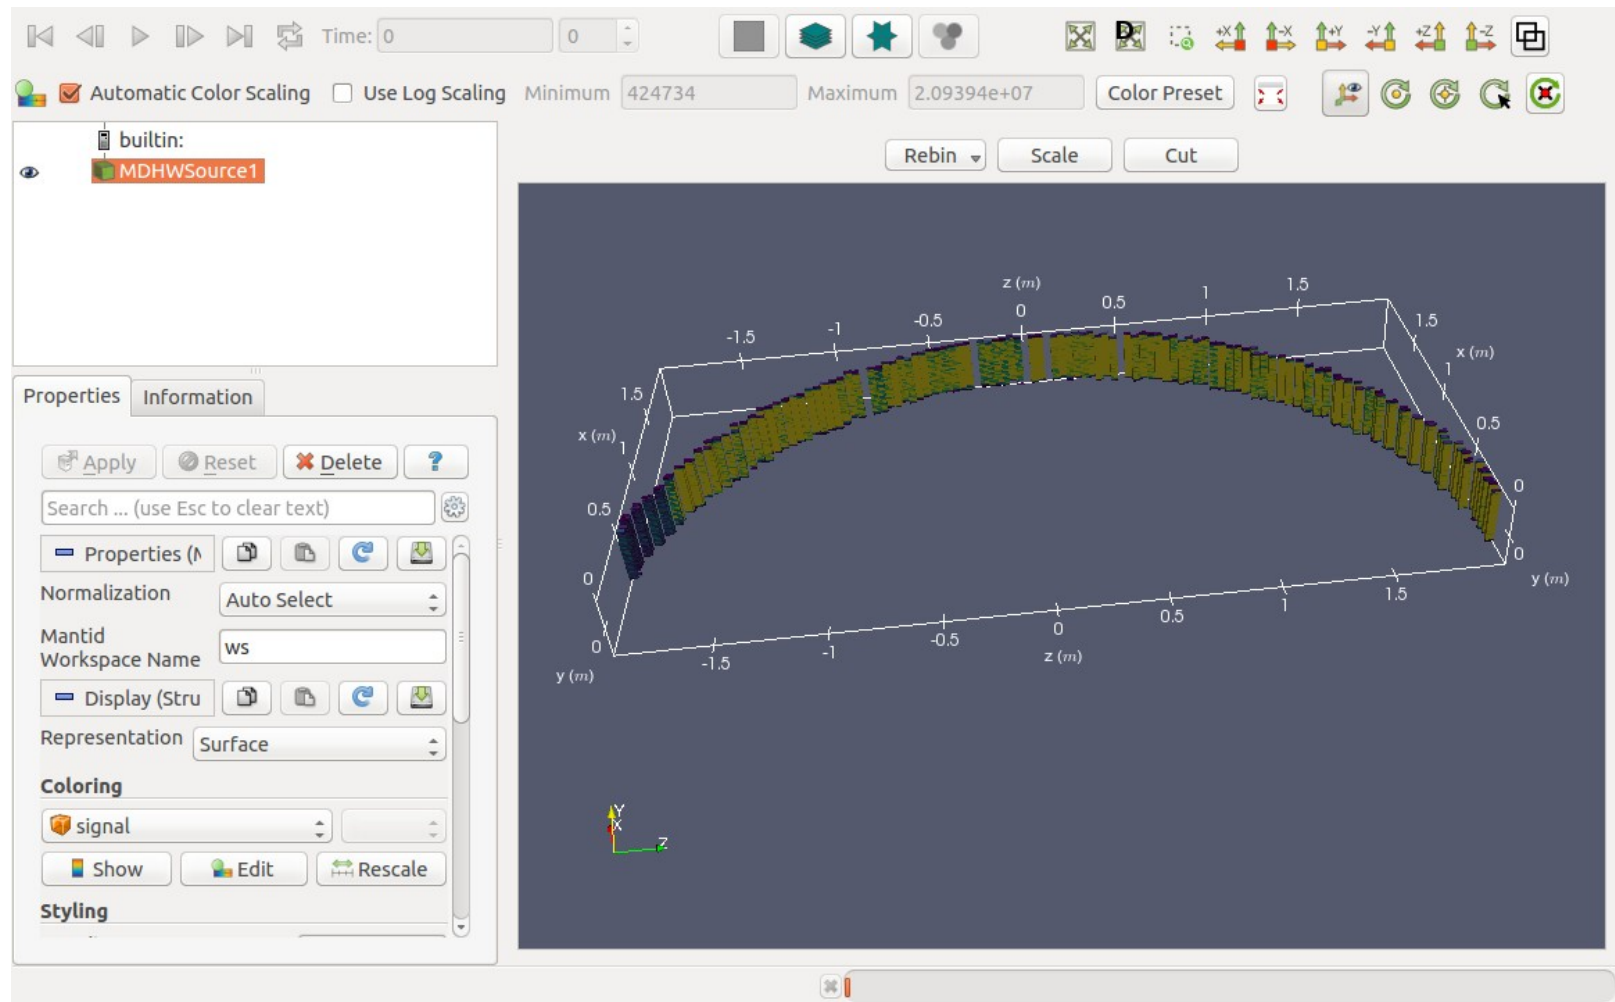 Time: 0 0
D +X -X +Y -Y +Z -Z
Automatic Color Scaling Use Log Scaling Minimum 424734 Maximum 2.09394e+07 Color Preset
builtin:
MDHWSource1
Rebin Scale Cut
Properties Information
Apply Reset Delete ?
Search ... (use Esc to clear text)
Properties (M
Normalization Auto Select
Mantid
Workspace Name ws
Display (Stru
Representation Surface
Coloring
signal
Show Edit Rescale
Styling
z (m)
-1.5 -1 -0.5 0 0.5 1 1.5
1.5
x (m)
1
0.5
0
0
y (m)
1.5
x (m)
1
0.5
0
0
y (m)
-1.5 -1 -0.5 0 0.5 1 1.5
z (m)
Y
X
Z